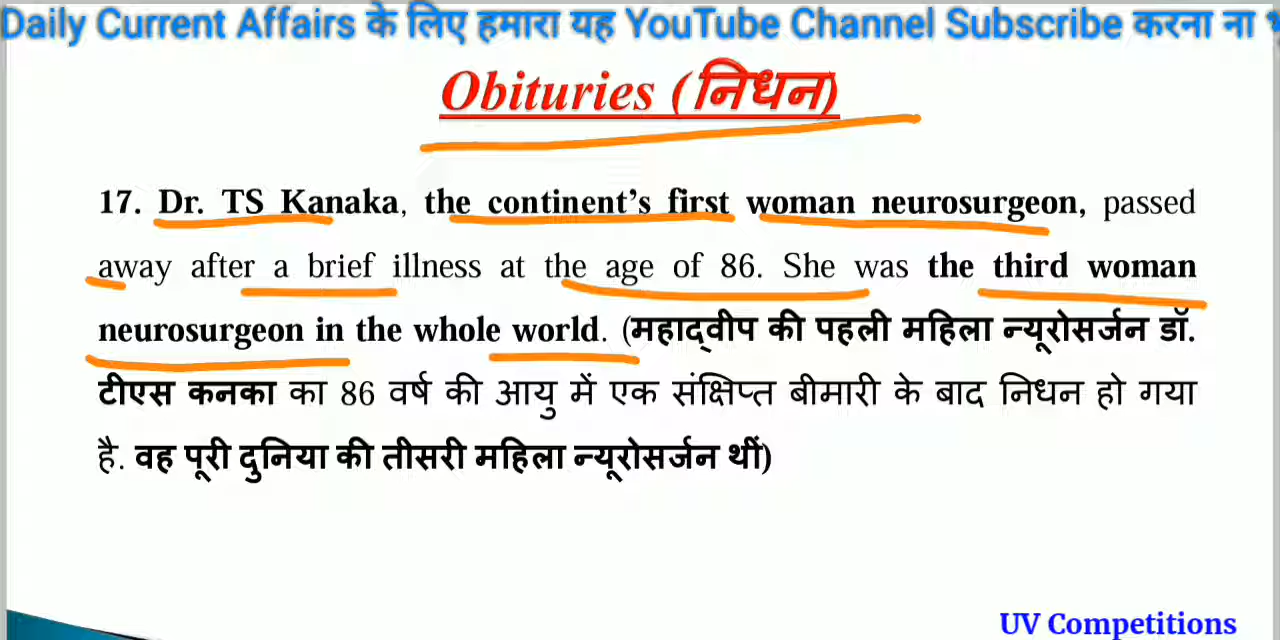 Daily Current Affairs के लिए हमारा यह YouTube Channel Subscribe करना ना
Obituries (निधन)
17. Dr. TS Kanaka, the continent’s first woman neurosurgeon, passed
away after a brief illness at the age of 86. She was the third woman
neurosurgeon in the whole world. (महाद्वीप की पहली महिला न्यूरोसर्जन डॉ.
टीएस कनका का 86 वर्ष की आयु में एक संक्षिप्त बीमारी के बाद निधन हो गया
है. वह पूरी दुनिया की तीसरी महिला न्यूरोसर्जन थीं)
UV Competitions